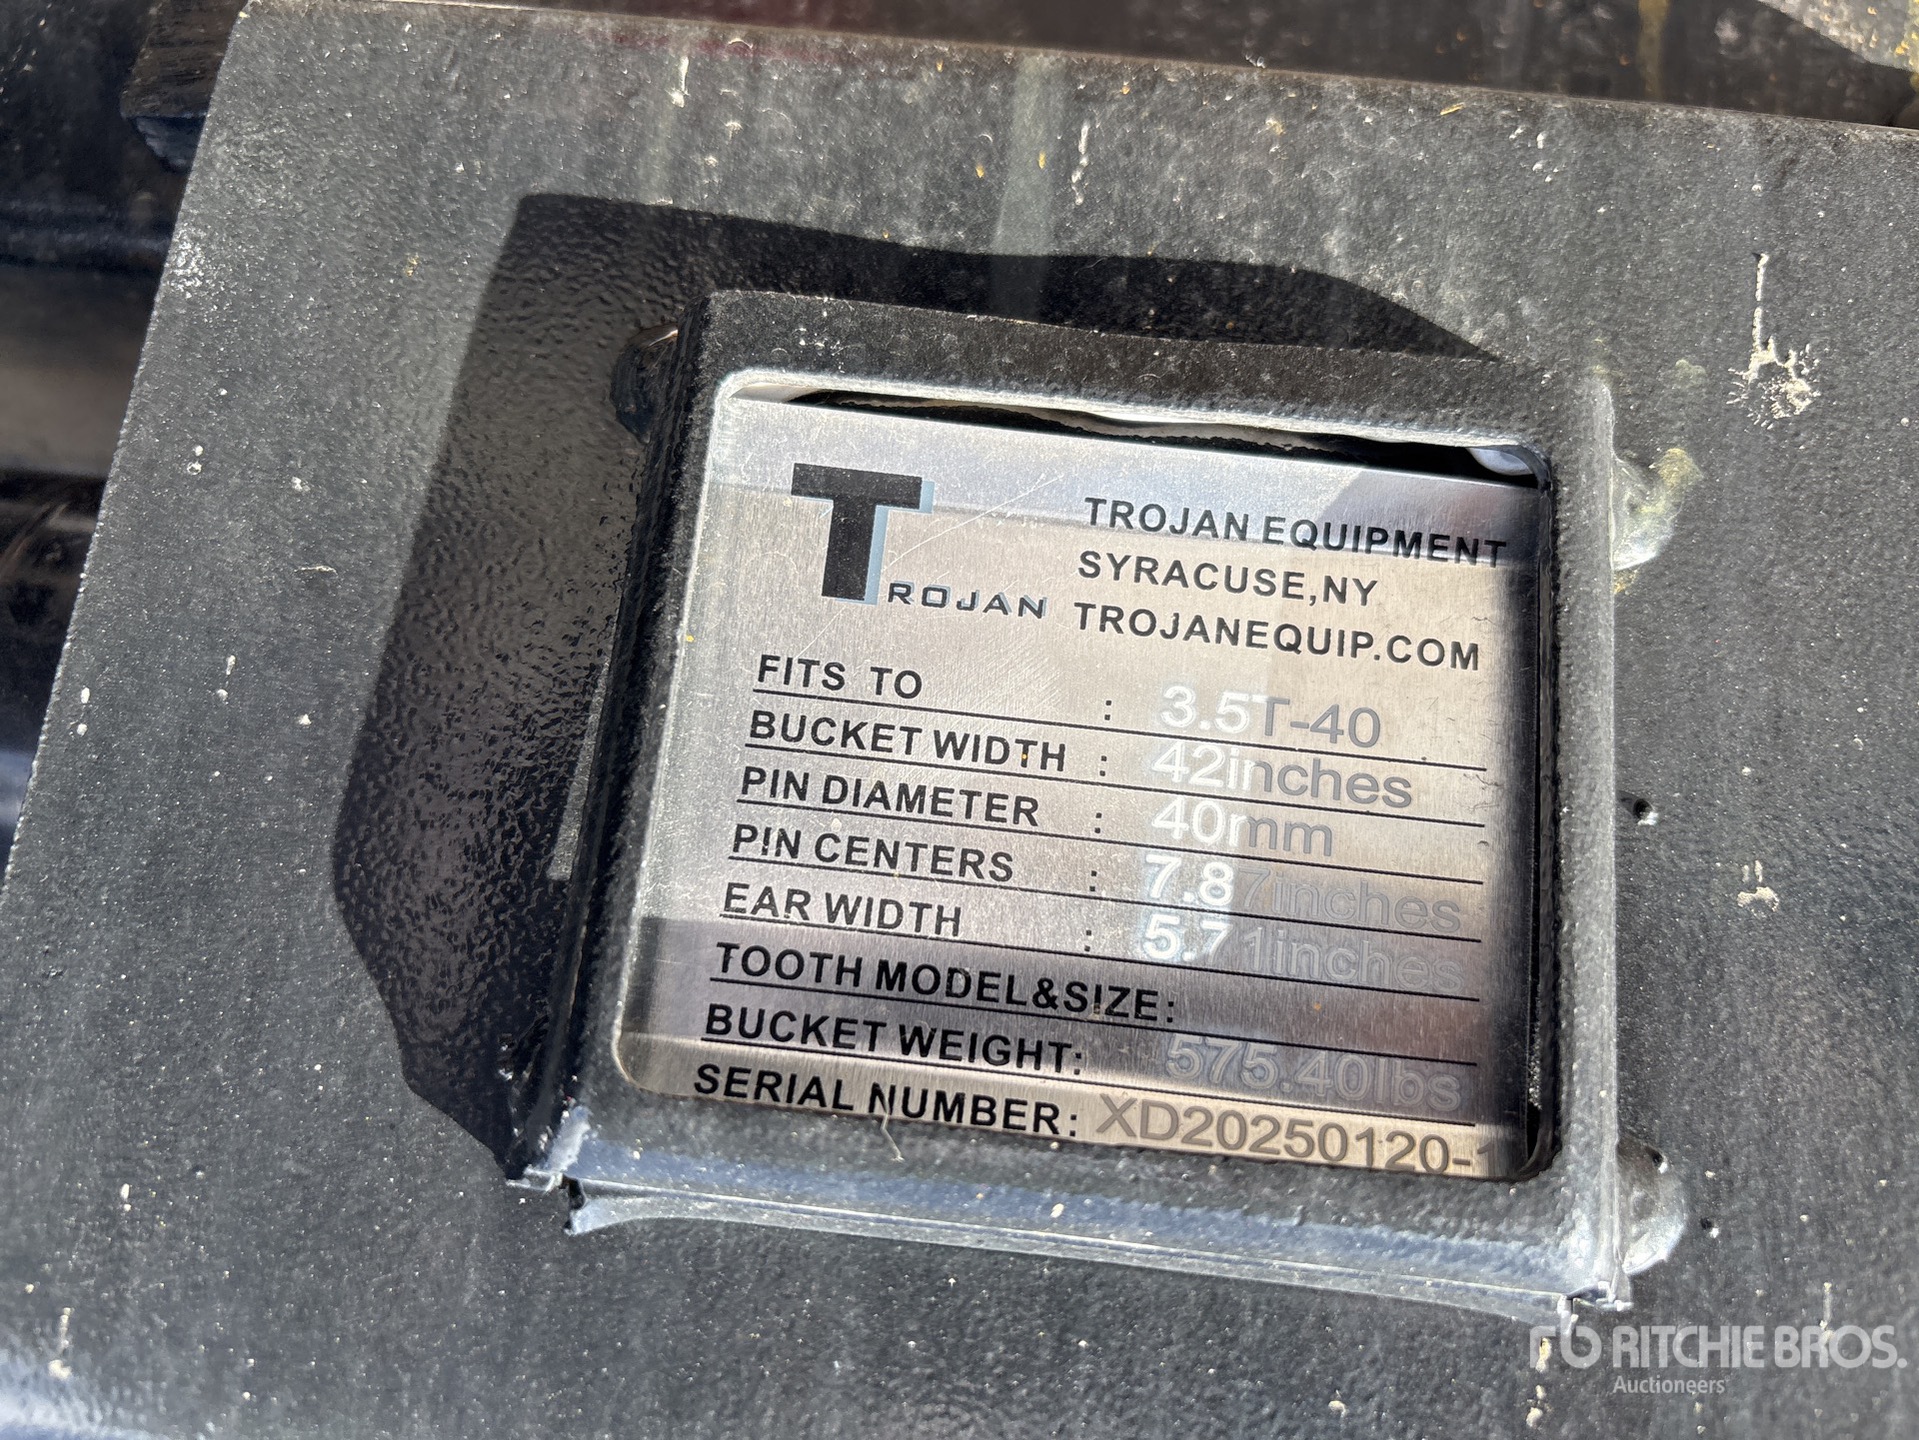 T
ROJAN
TROJAN EQUIPMENT
SYRACUSE,NY
TROJANEQUIP.COM
FITS TO : 3.5T-40
BUCKET WIDTH : 42inches
PIN DIAMETER : 40mm
PIN CENTERS : 7.87inches
EAR WIDTH : 5.71inches
TOOTH MODEL&SIZE:
BUCKET WEIGHT: 575.40lbs
SERIAL NUMBER: XD20250120-
rb RITCHIE BROS.
Auctioneers